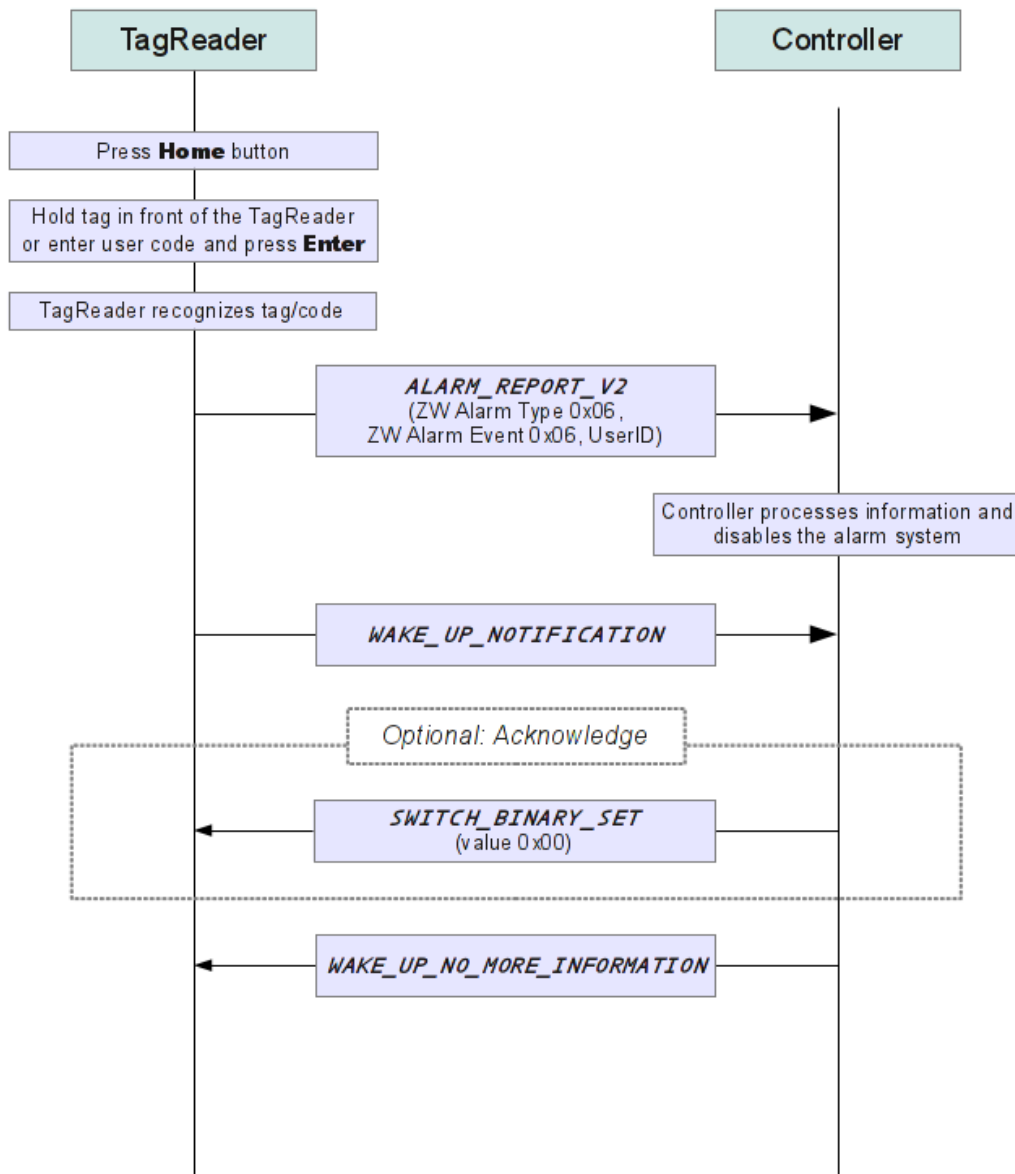 TagReader
Controller
Press Home button
Hold tag in front of the TagReader
or enter user code and press Enter
TagReader recognizes tag/code
ALARM_REPORT_V2
(ZW Alarm Type 0x06,
ZW Alarm Event 0x06, UserID)
Controller processes information and
disables the alarm system
WAKE_UP_NOTIFICATION
Optional: Acknowledge
SWITCH_BINARY_SET
(value 0x00)
WAKE_UP_NO_MORE_INFORMATION